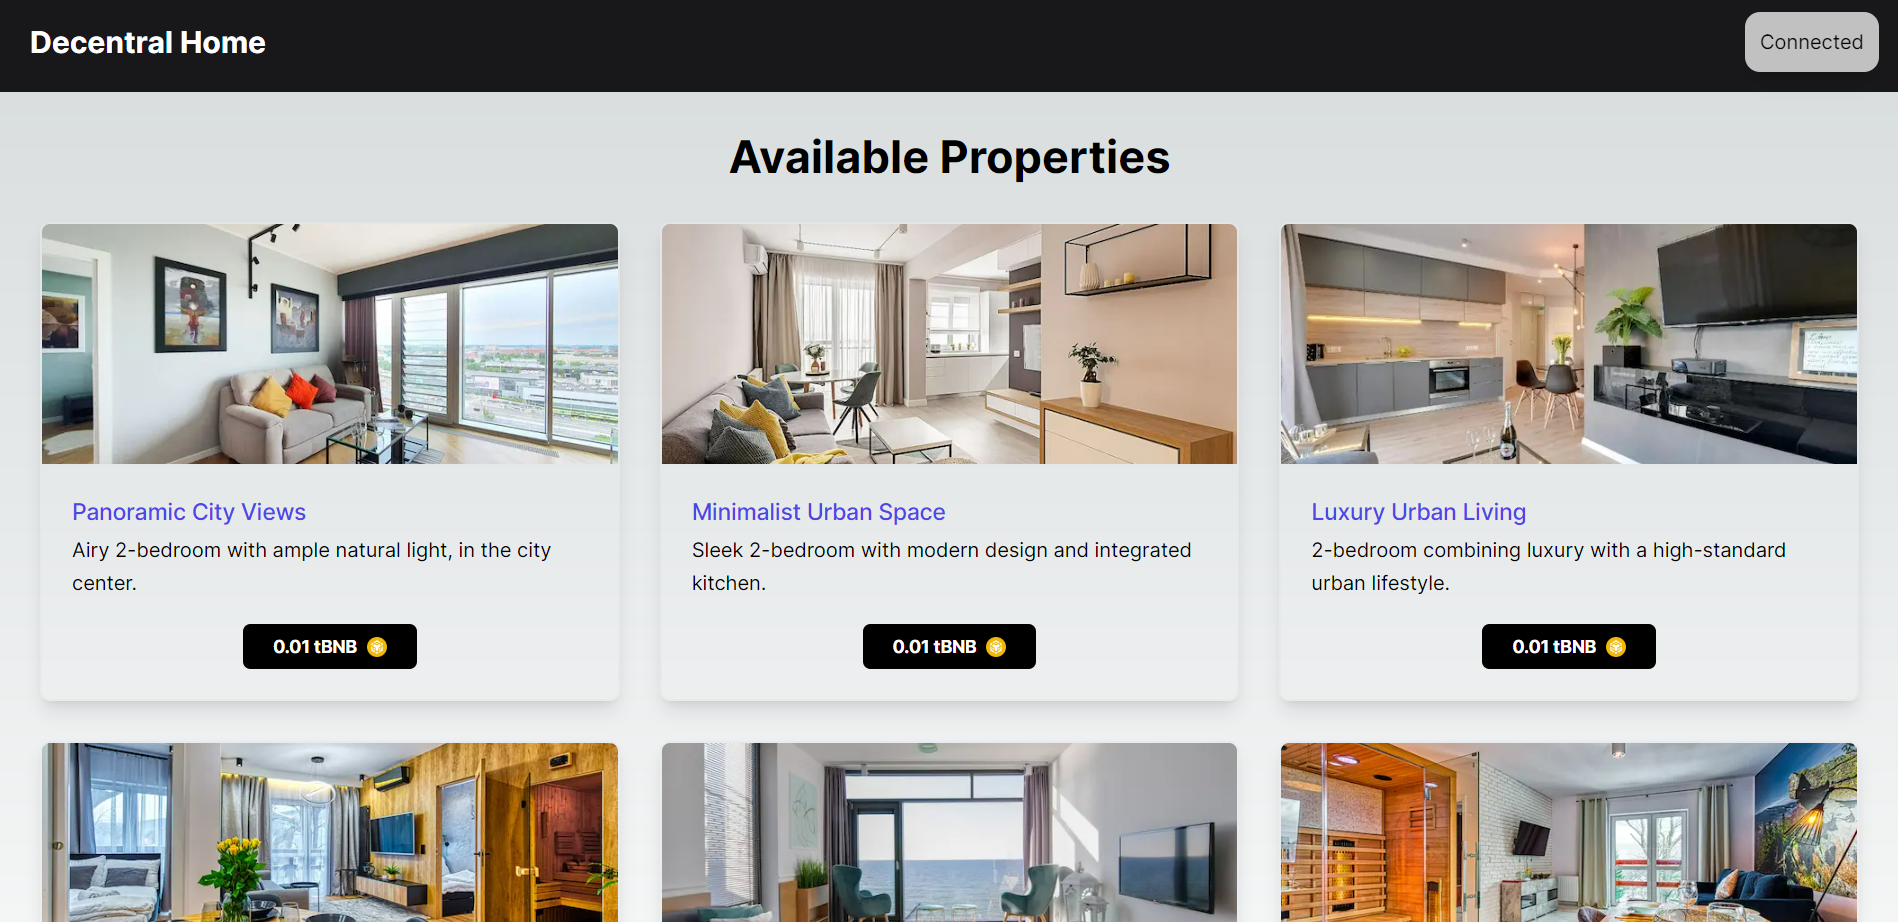 Decentral Home
Connected
Available Properties
Panoramic City Views
Airy 2-bedroom with ample natural light, in the city
center.
0.01 tBNB
Minimalist Urban Space
Sleek 2-bedroom with modern design and integrated
kitchen.
0.01 tBNB
Luxury Urban Living
2-bedroom combining luxury with a high-standard
urban lifestyle.
0.01 tBNB